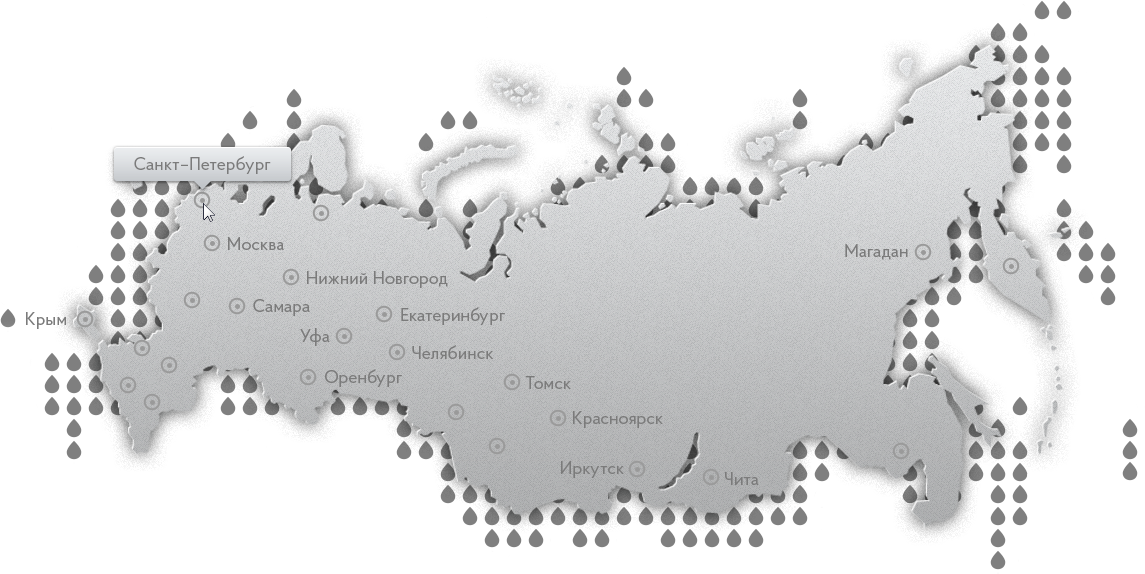 Санкт-Петербург
Москва
Магадан
Нижний Новгород
Самара
Екатеринбург
Крым
Уфа
Челябинск
Оренбург
Томск
Красноярск
Иркутск
Чита